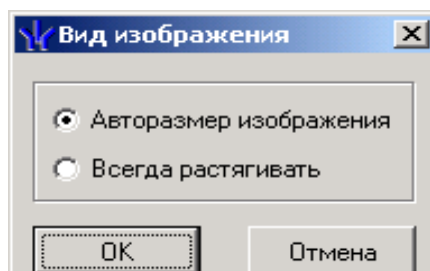 Вид изображения
Авторазмер изображения
Всегда растягивать
OK Отмена